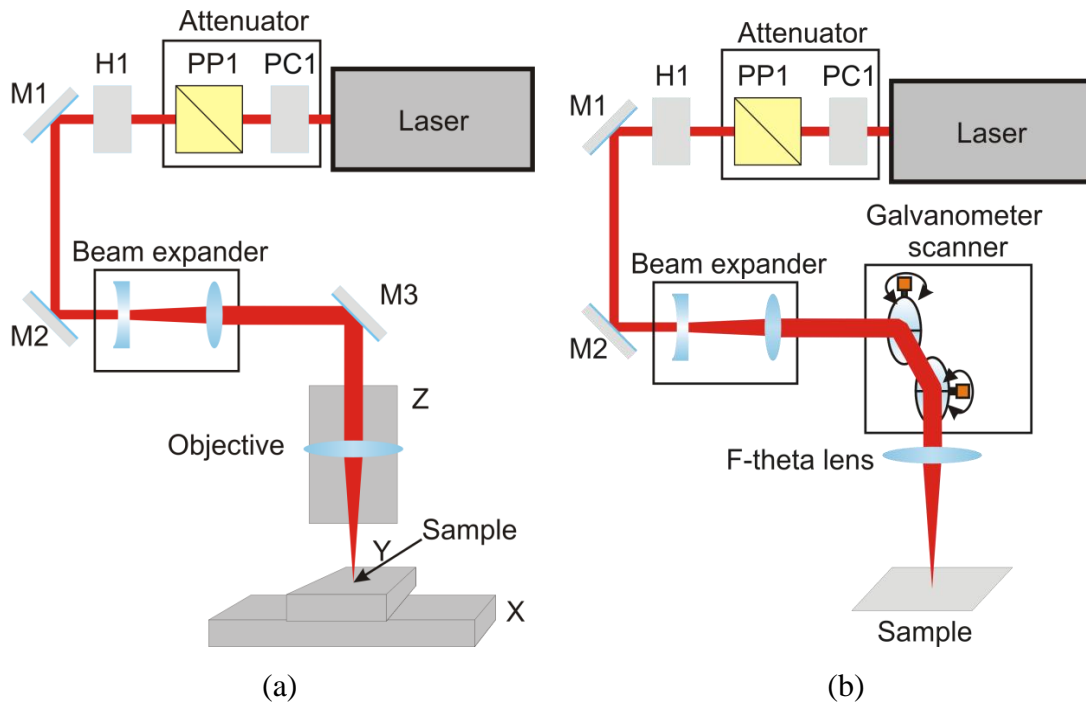 Attenuator
H1
PP1
PC1
M1
Laser
Beam expander
M2
M3
Z
Objective
Sample
Y
X
(a)
Attenuator
H1
PP1
PC1
M1
Laser
Galvanometer
scanner
Beam expander
M2
F-theta lens
Sample
(b)